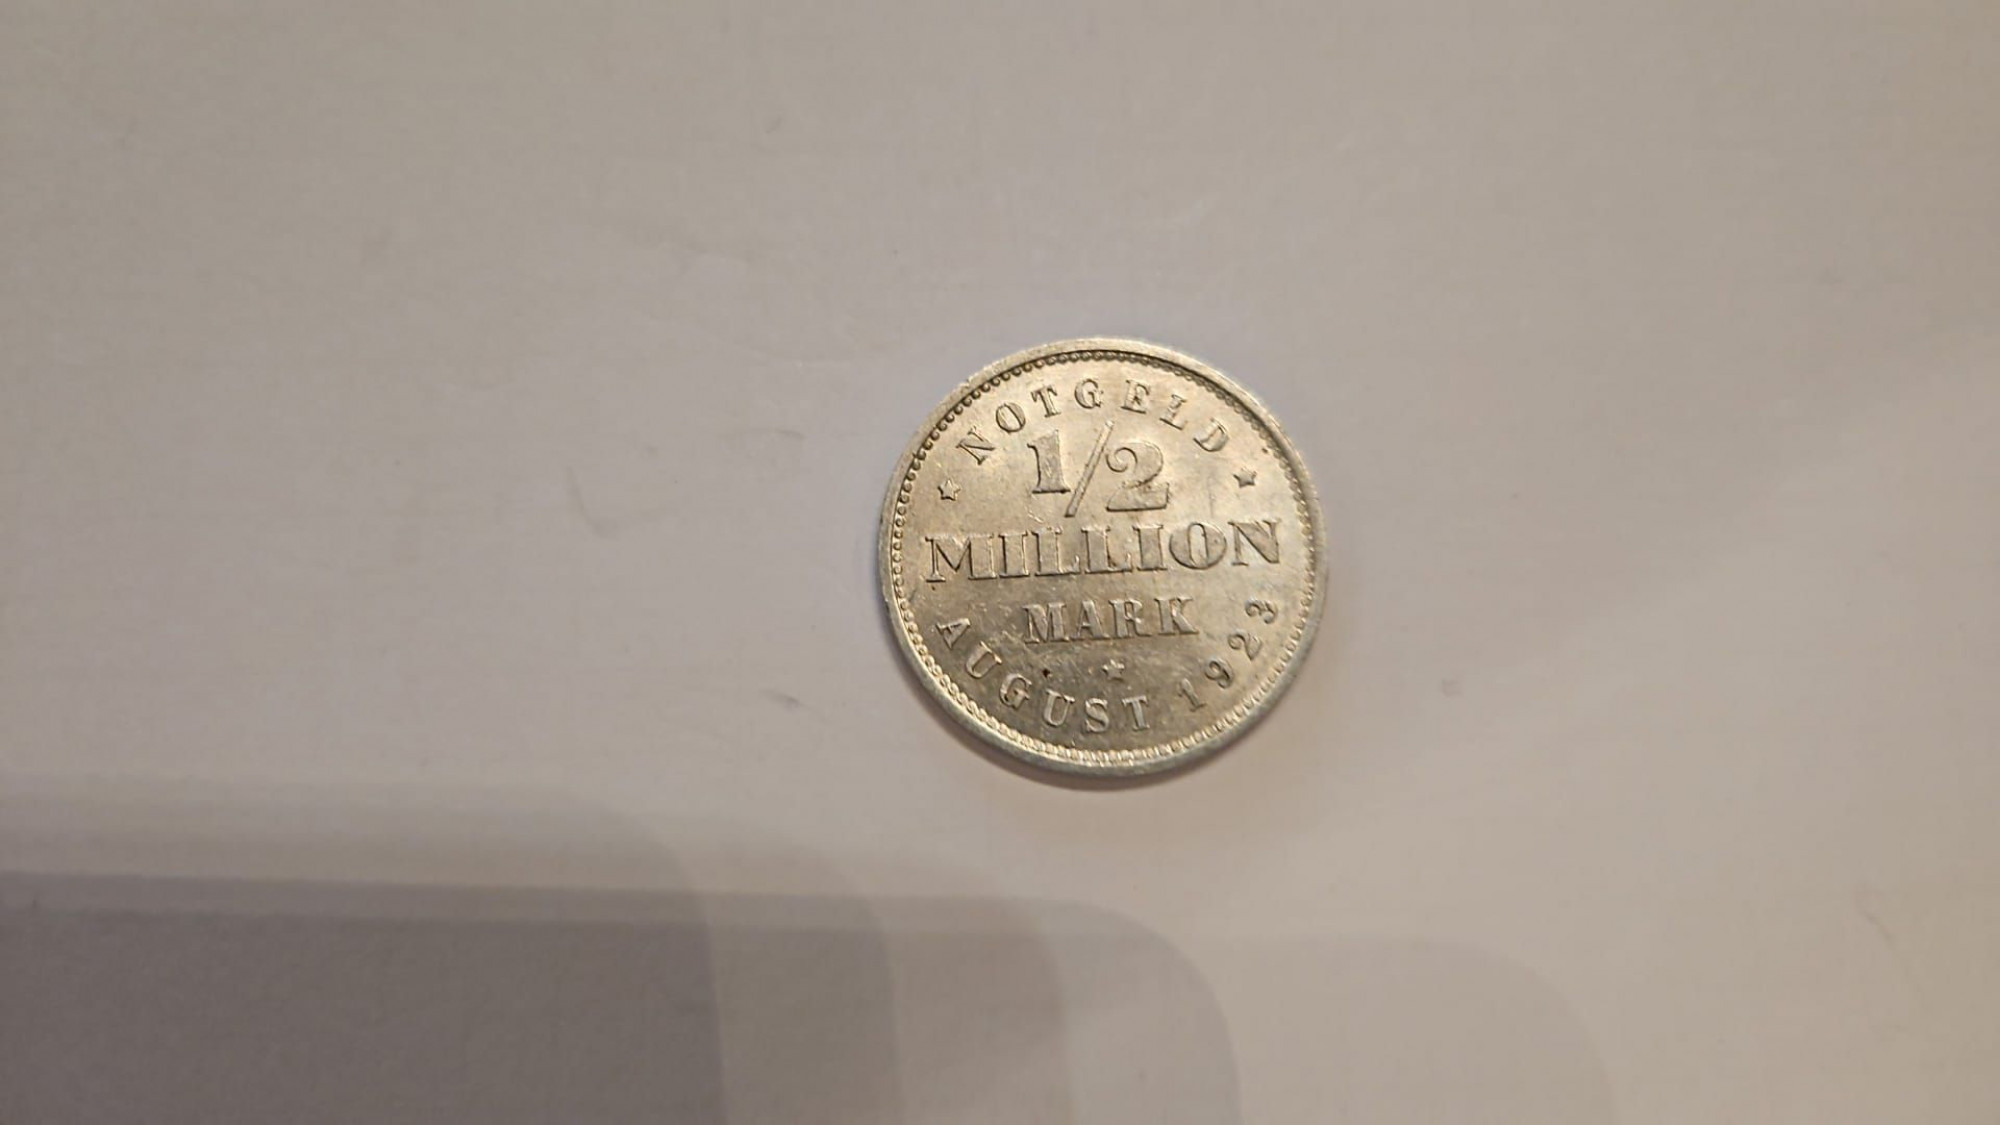 NOTGELD
1/2
MILLION
MARK
AUGUST 1923